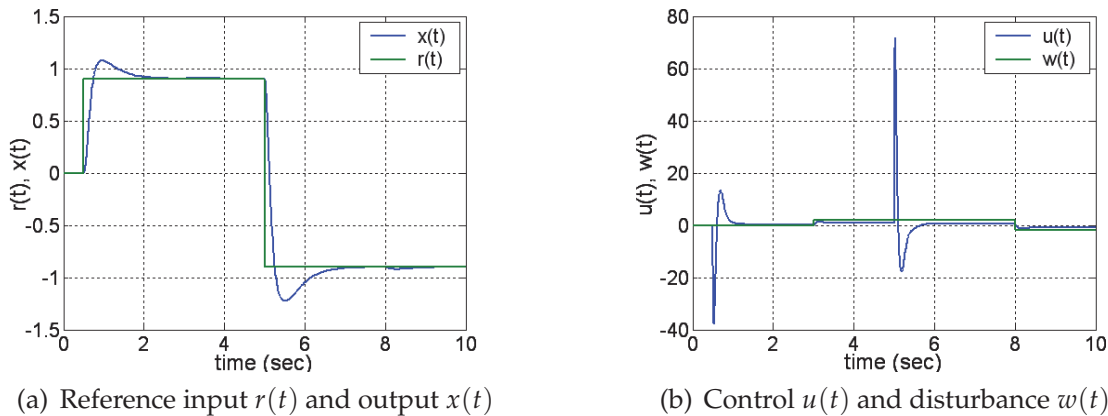 1.5
1
0.5
0
-0.5
-1
-1.5
r(t), x(t)
x(t)
r(t)
0 2 4 6 8 10
time (sec)
(a) Reference input r(t) and output x(t)
80
60
40
20
0
-20
-40
u(t), w(t)
u(t)
w(t)
0 2 4 6 8 10
time (sec)
(b) Control u(t) and disturbance w(t)